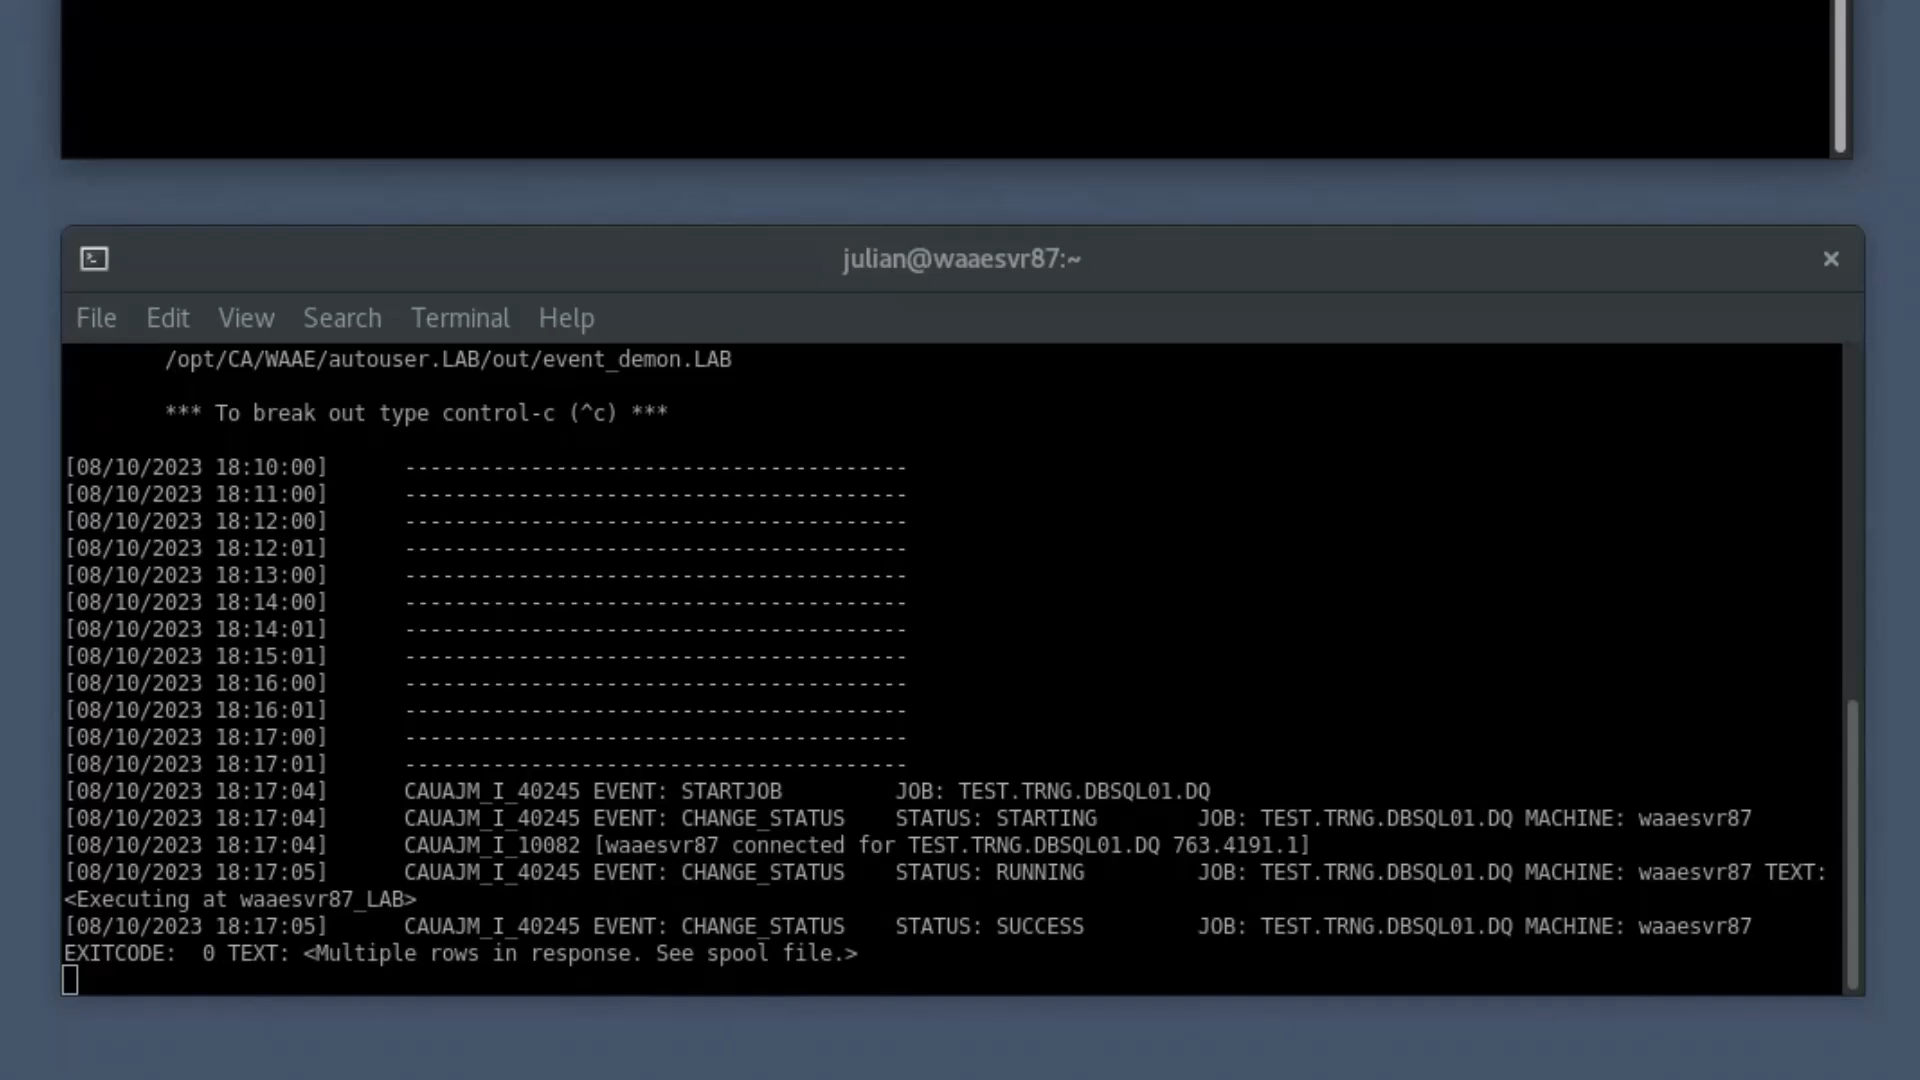 julian@waaesvr87:~
File Edit View Search Terminal Help
/opt/CA/WAAE/autouser.LAB/out/event_demon.LAB
*** To break out type control-c (^c) ***
[08/10/2023 18:10:00] ----------------------------------------
[08/10/2023 18:11:00] ----------------------------------------
[08/10/2023 18:12:00] ----------------------------------------
[08/10/2023 18:12:01] ----------------------------------------
[08/10/2023 18:13:00] ----------------------------------------
[08/10/2023 18:14:00] ----------------------------------------
[08/10/2023 18:14:01] ----------------------------------------
[08/10/2023 18:15:01] ----------------------------------------
[08/10/2023 18:16:00] ----------------------------------------
[08/10/2023 18:16:01] ----------------------------------------
[08/10/2023 18:17:00] ----------------------------------------
[08/10/2023 18:17:01] ----------------------------------------
[08/10/2023 18:17:04] CAUAJM_I_40245 EVENT: STARTJOB JOB: TEST.TRNG.DBSQL01.DQ
[08/10/2023 18:17:04] CAUAJM_I_40245 EVENT: CHANGE_STATUS STATUS: STARTING JOB: TEST.TRNG.DBSQL01.DQ MACHINE: waaesvr87
[08/10/2023 18:17:04] CAUAJM_I_10082 [waaesvr87 connected for TEST.TRNG.DBSQL01.DQ 763.4191.1]
[08/10/2023 18:17:05] CAUAJM_I_40245 EVENT: CHANGE_STATUS STATUS: RUNNING JOB: TEST.TRNG.DBSQL01.DQ MACHINE: waaesvr87 TEXT:
<Executing at waaesvr87_LAB>
[08/10/2023 18:17:05] CAUAJM_I_40245 EVENT: CHANGE_STATUS STATUS: SUCCESS JOB: TEST.TRNG.DBSQL01.DQ MACHINE: waaesvr87
EXITCODE: 0 TEXT: <Multiple rows in response. See spool file.>